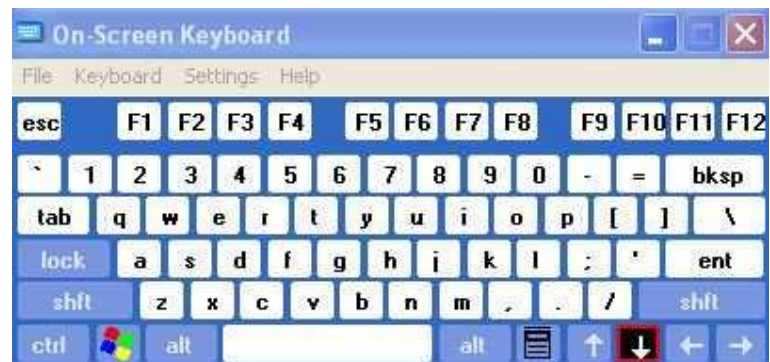 On-Screen Keyboard
File Keyboard Settings Help
esc F1 F2 F3 F4 F5 F6 F7 F8 F9 F10 F11 F12
` 1 2 3 4 5 6 7 8 9 0 - = bksp
tab q w e r t y u i o p [ ] \
lock a s d f g h j k l ; ' ent
shft z x c v b n m , . / shft
ctrl alt alt ↑ ↓ ← →